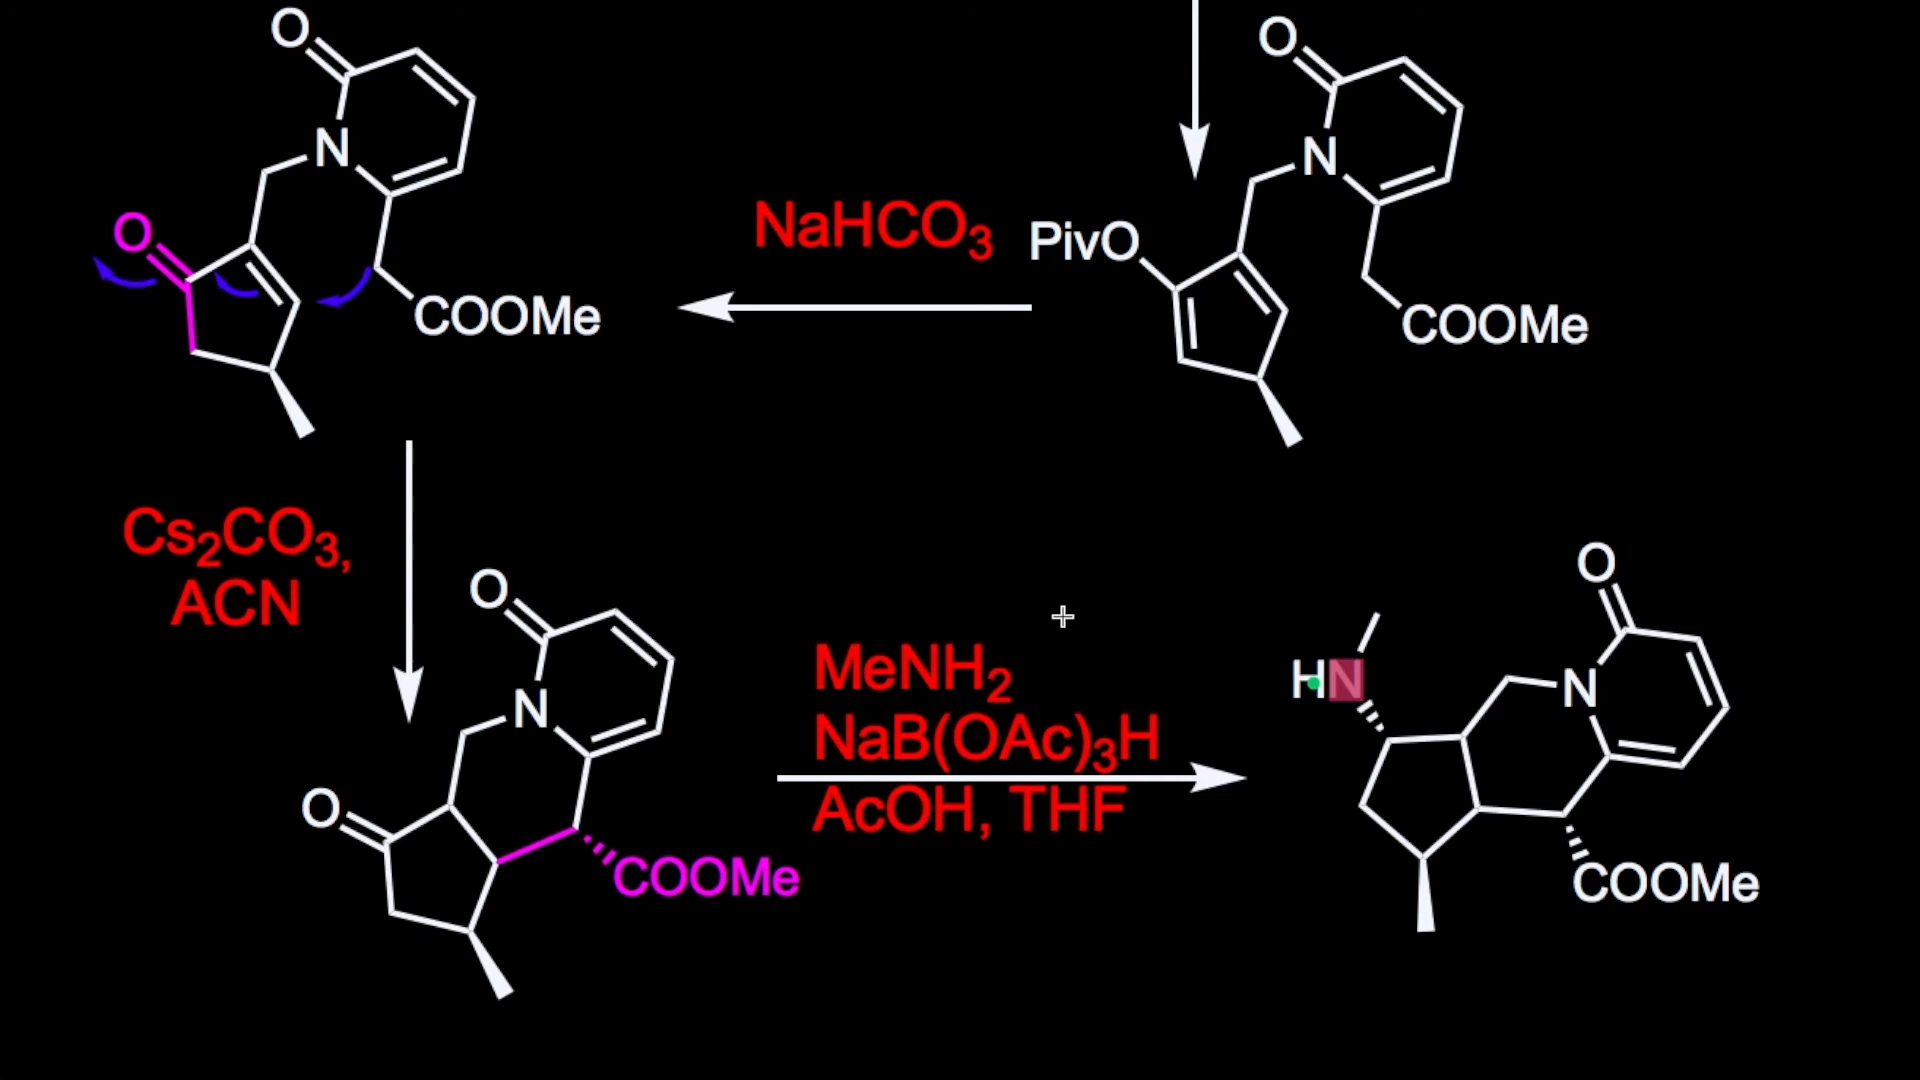 O
N
O
COOMe
NaHCO₃
O
N
PivO
COOMe
Cs₂CO₃,
ACN
O
N
O
COOMe
MeNH₂
NaB(OAc)₃H
AcOH, THF
O
HN
N
COOMe